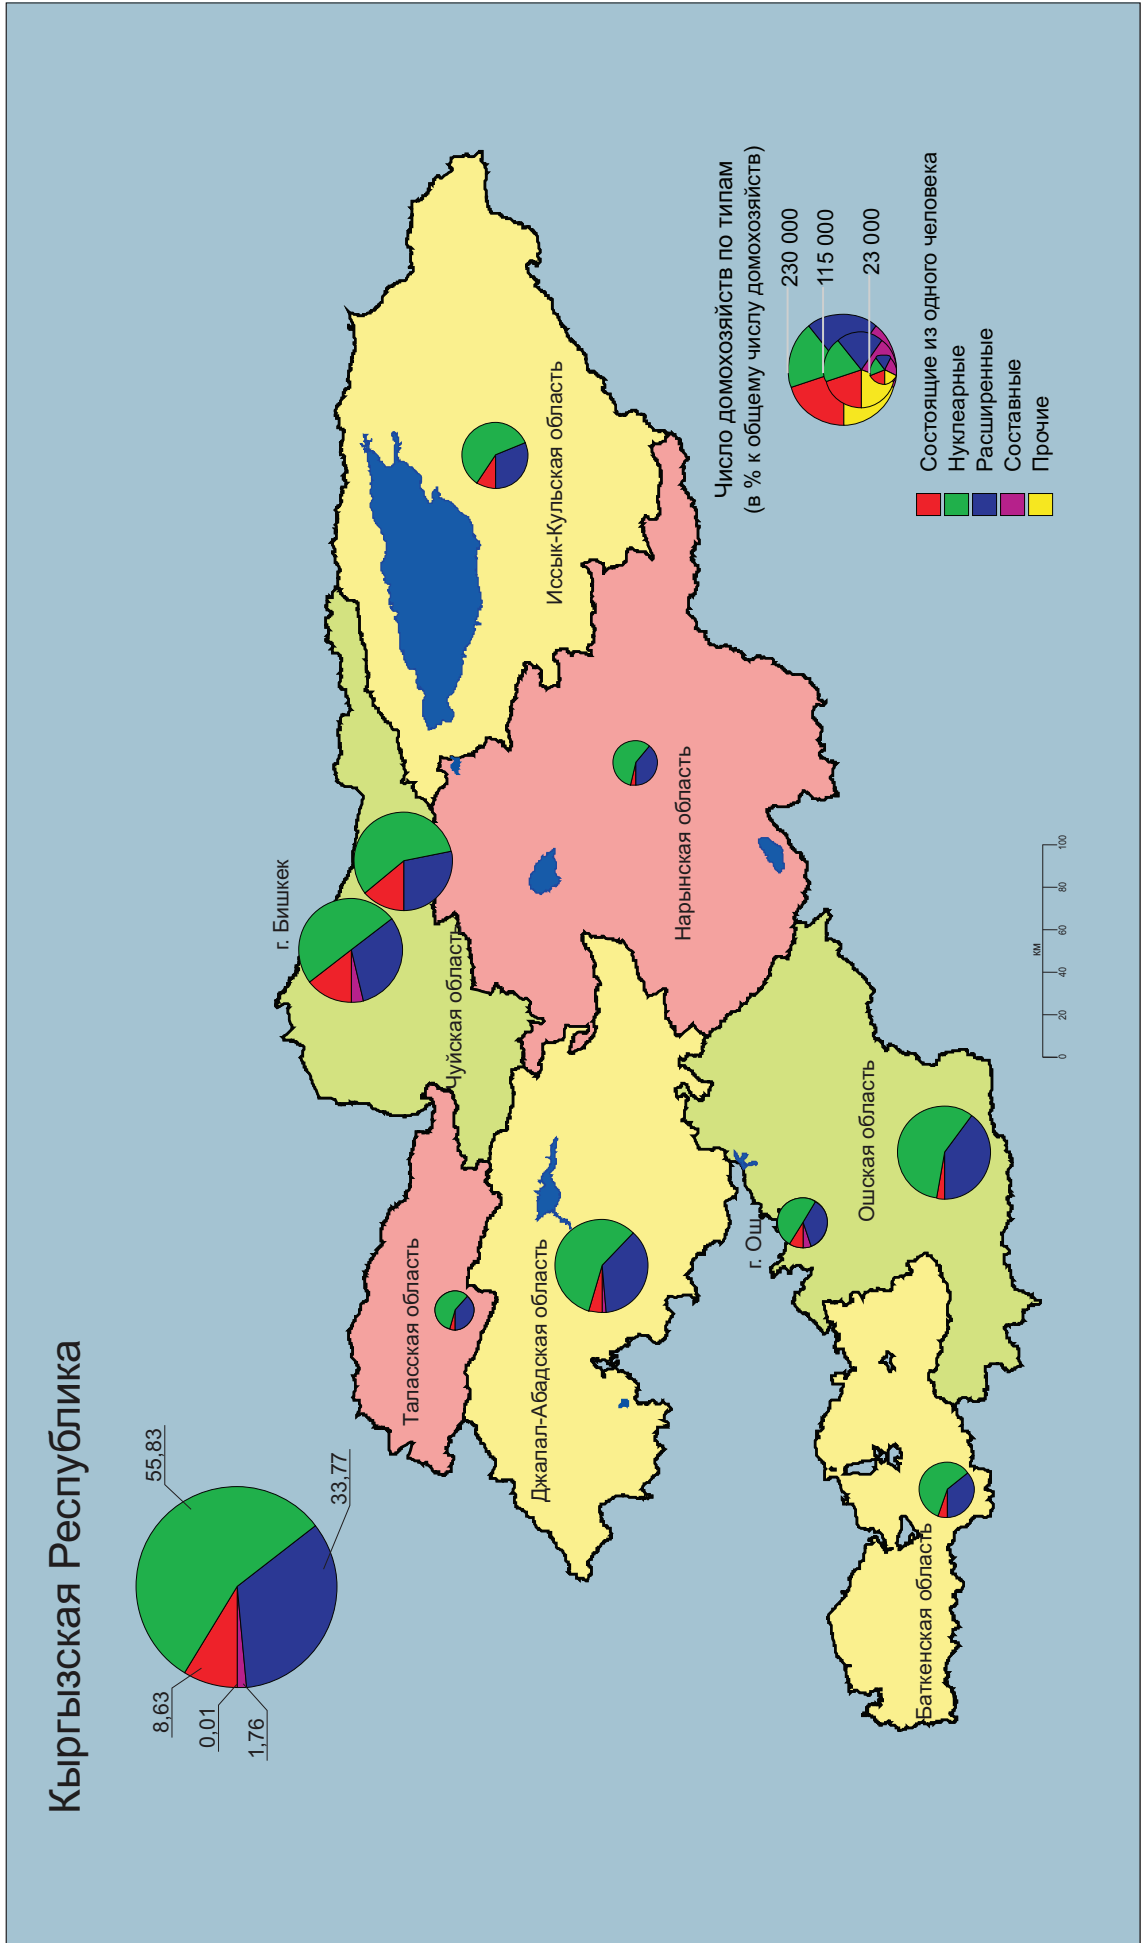 Кыргызская Республика
55,83
33,77
8,63
0,01
1,76
г. Бишкек
Чуйская область
Иссык-Кульская область
Таласская область
Нарынская область
Джалал-Абадская область
г. Ош
Ошская область
Баткенская область
Число домохозяйств по типам
(в % к общему числу домохозяйств)
230 000
115 000
23 000
Состоящие из одного человека
Нуклеарные
Расширенные
Составные
Прочие
км
0 20 40 60 80 100